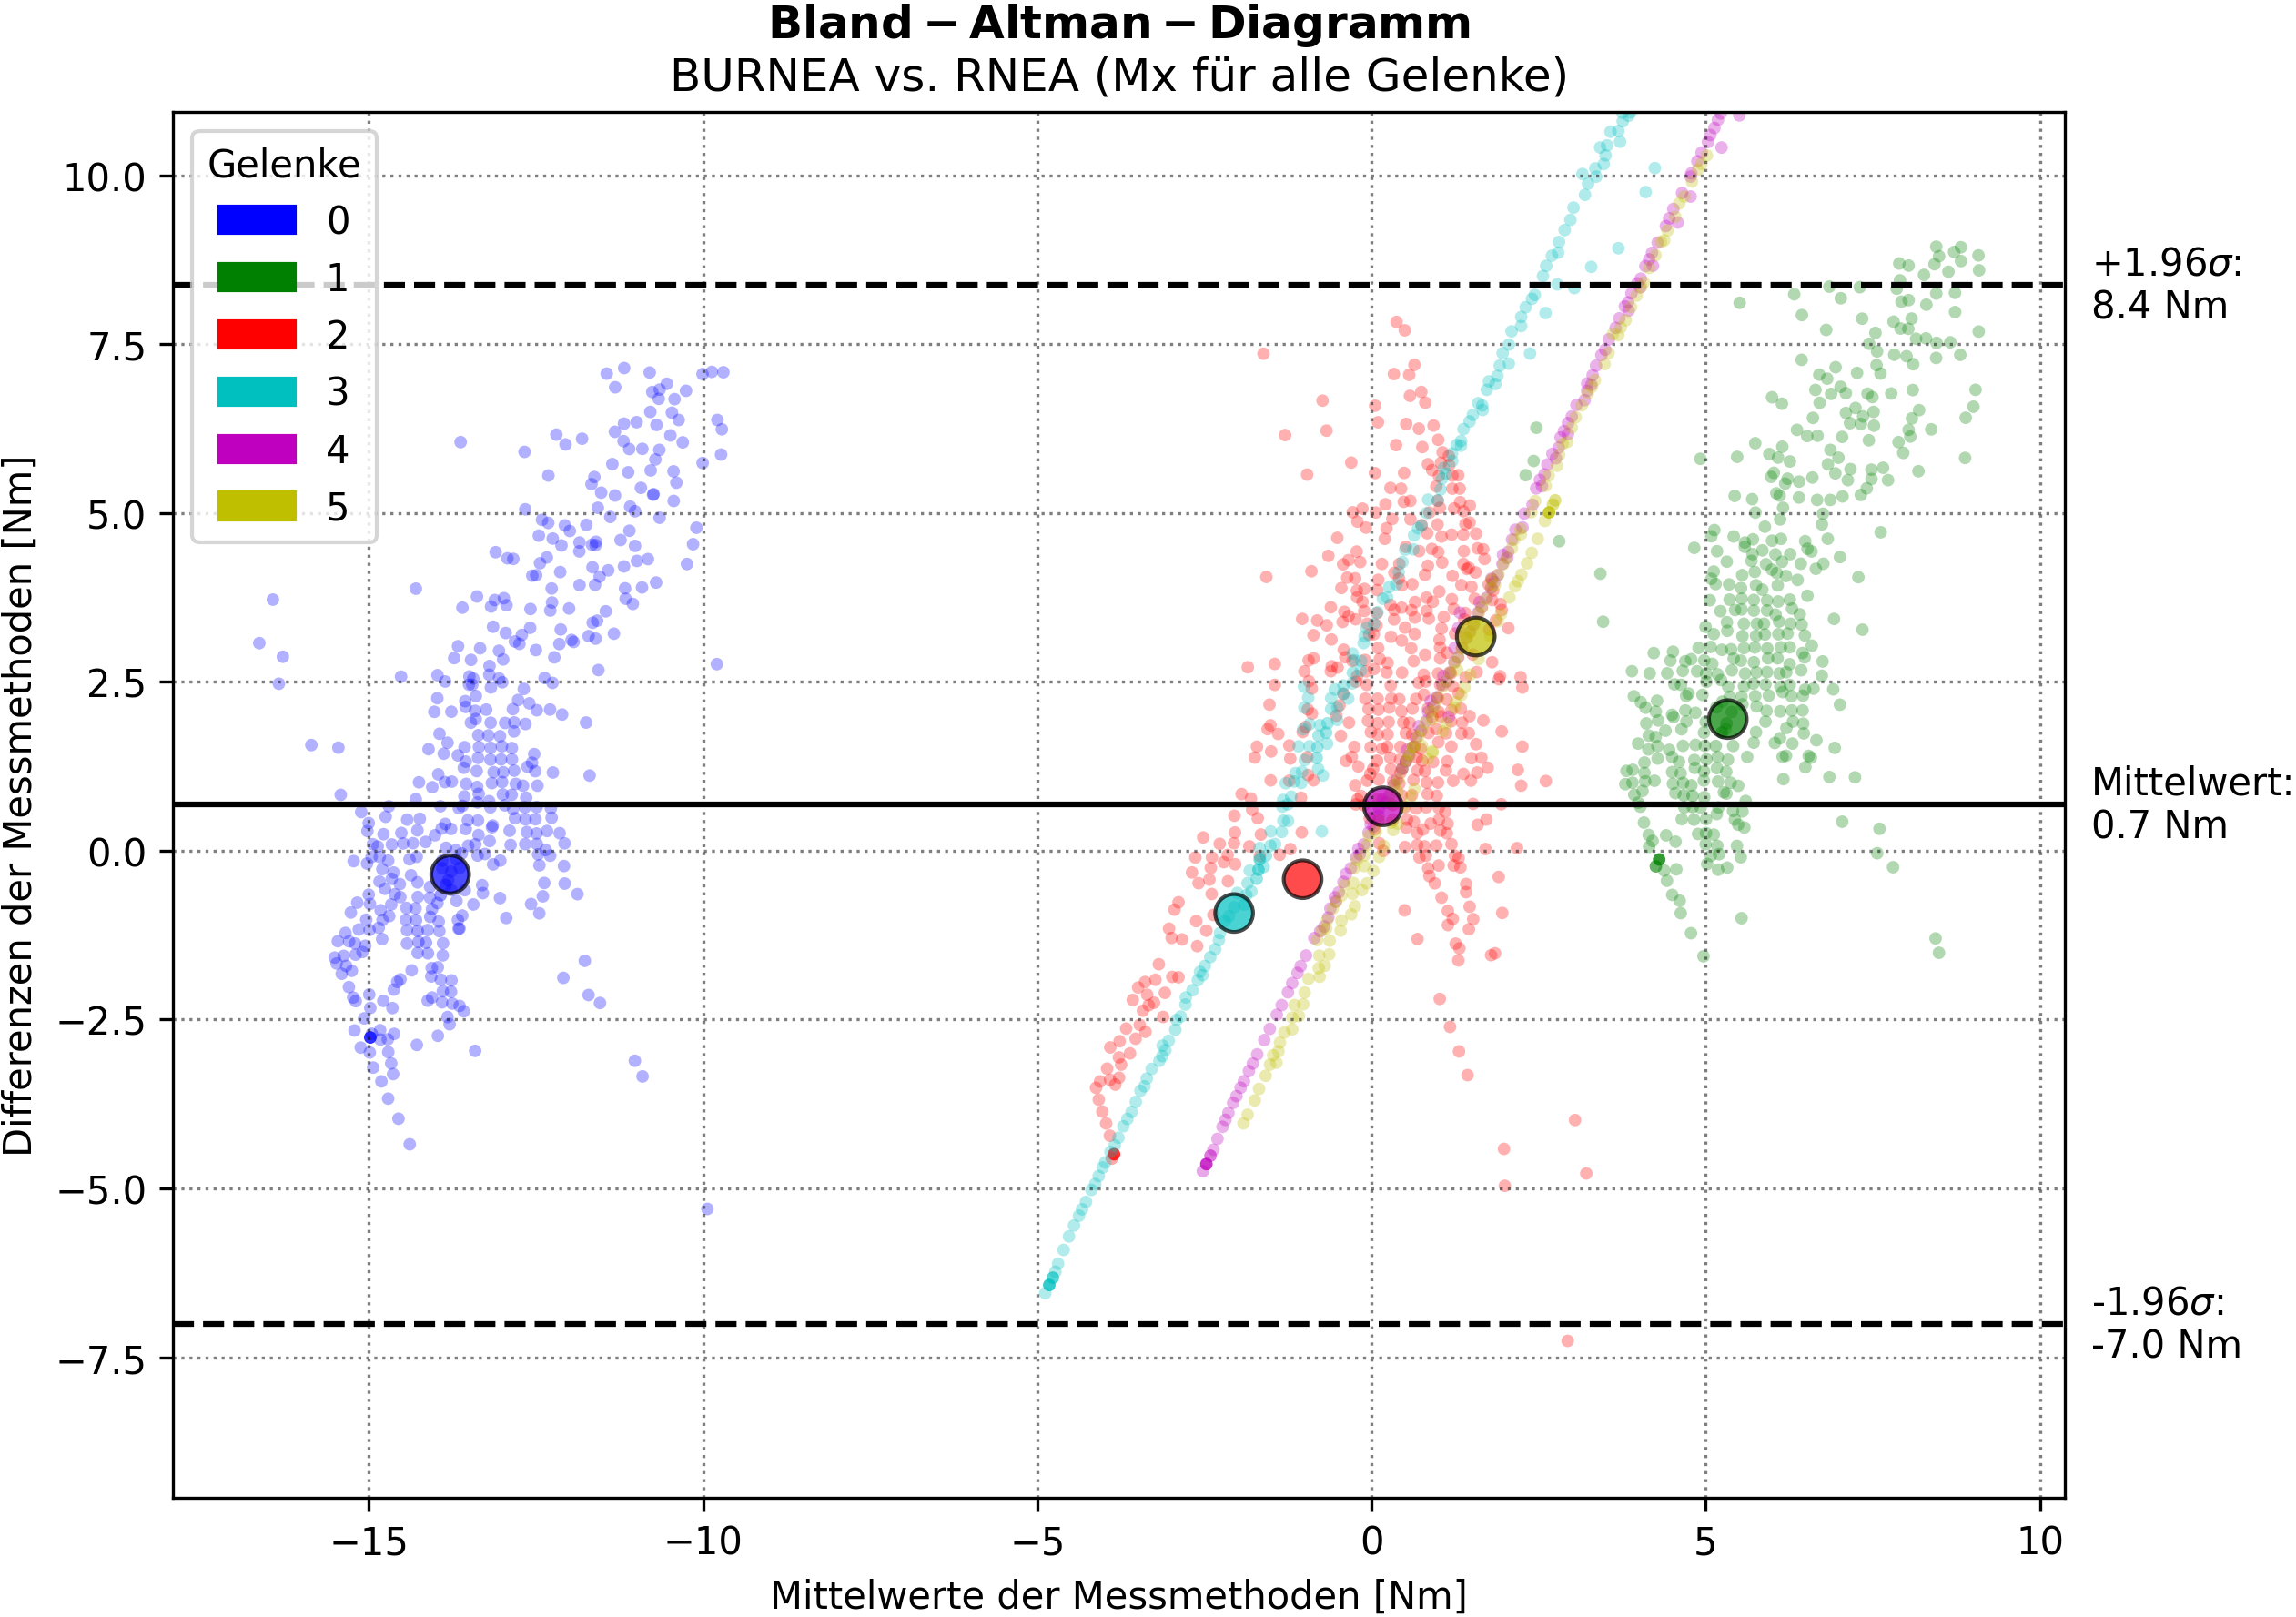 Bland − Altman − Diagramm
BURNEA vs. RNEA (Mx für alle Gelenke)
Differenzen der Messmethoden [Nm]
10.0
7.5
5.0
2.5
0.0
−2.5
−5.0
−7.5
Gelenke
0
1
2
3
4
5
+1.96σ:
8.4 Nm
Mittelwert:
0.7 Nm
-1.96σ:
-7.0 Nm
−15
−10
−5
0
5
10
Mittelwerte der Messmethoden [Nm]